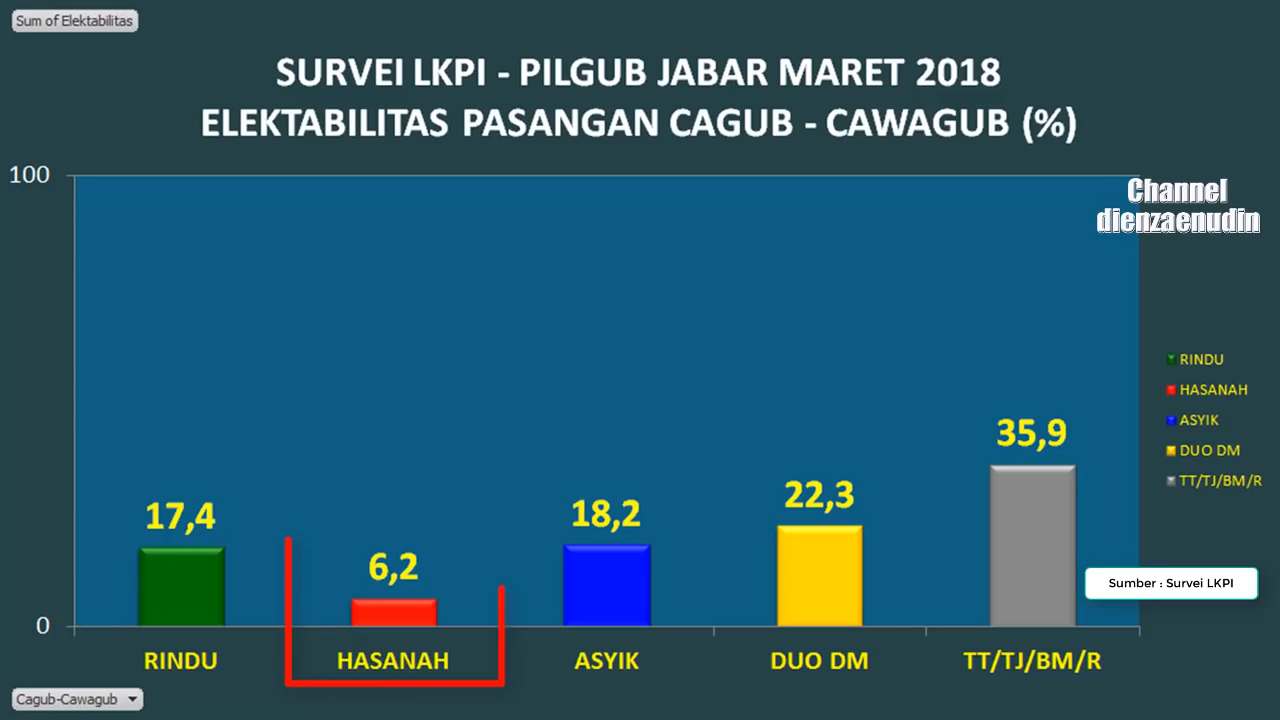 Sum of Elektabilitas
SURVEI LKPI - PILGUB JABAR MARET 2018
ELEKTABILITAS PASANGAN CAGUB - CAWAGUB (%)
100
Channel
dienzaenudin
RINDU
HASANAH
ASYIK
DUO DM
TT/TJ/BM/R
35,9
22,3
17,4
18,2
6,2
Sumber : Survei LKPI
0
RINDU
HASANAH
ASYIK
DUO DM
TT/TJ/BM/R
Cagub-Cawagub